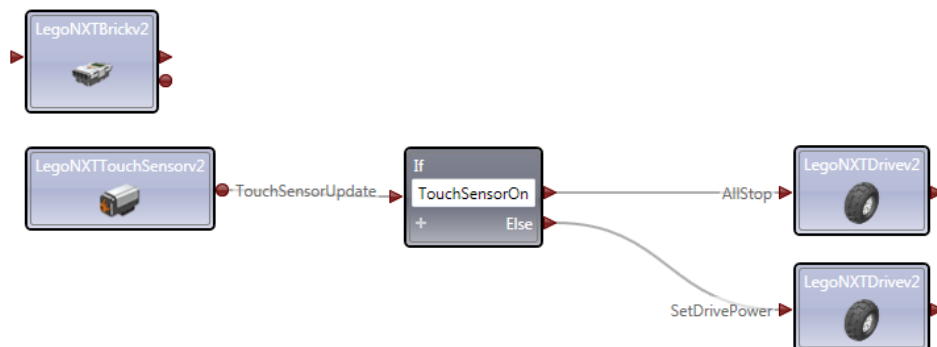 LegoNXTBrickv2
LegoNXTTouchSensorv2
TouchSensorUpdate
If
TouchSensorOn
+ Else
AllStop
LegoNXTDrivev2
SetDrivePower
LegoNXTDrivev2